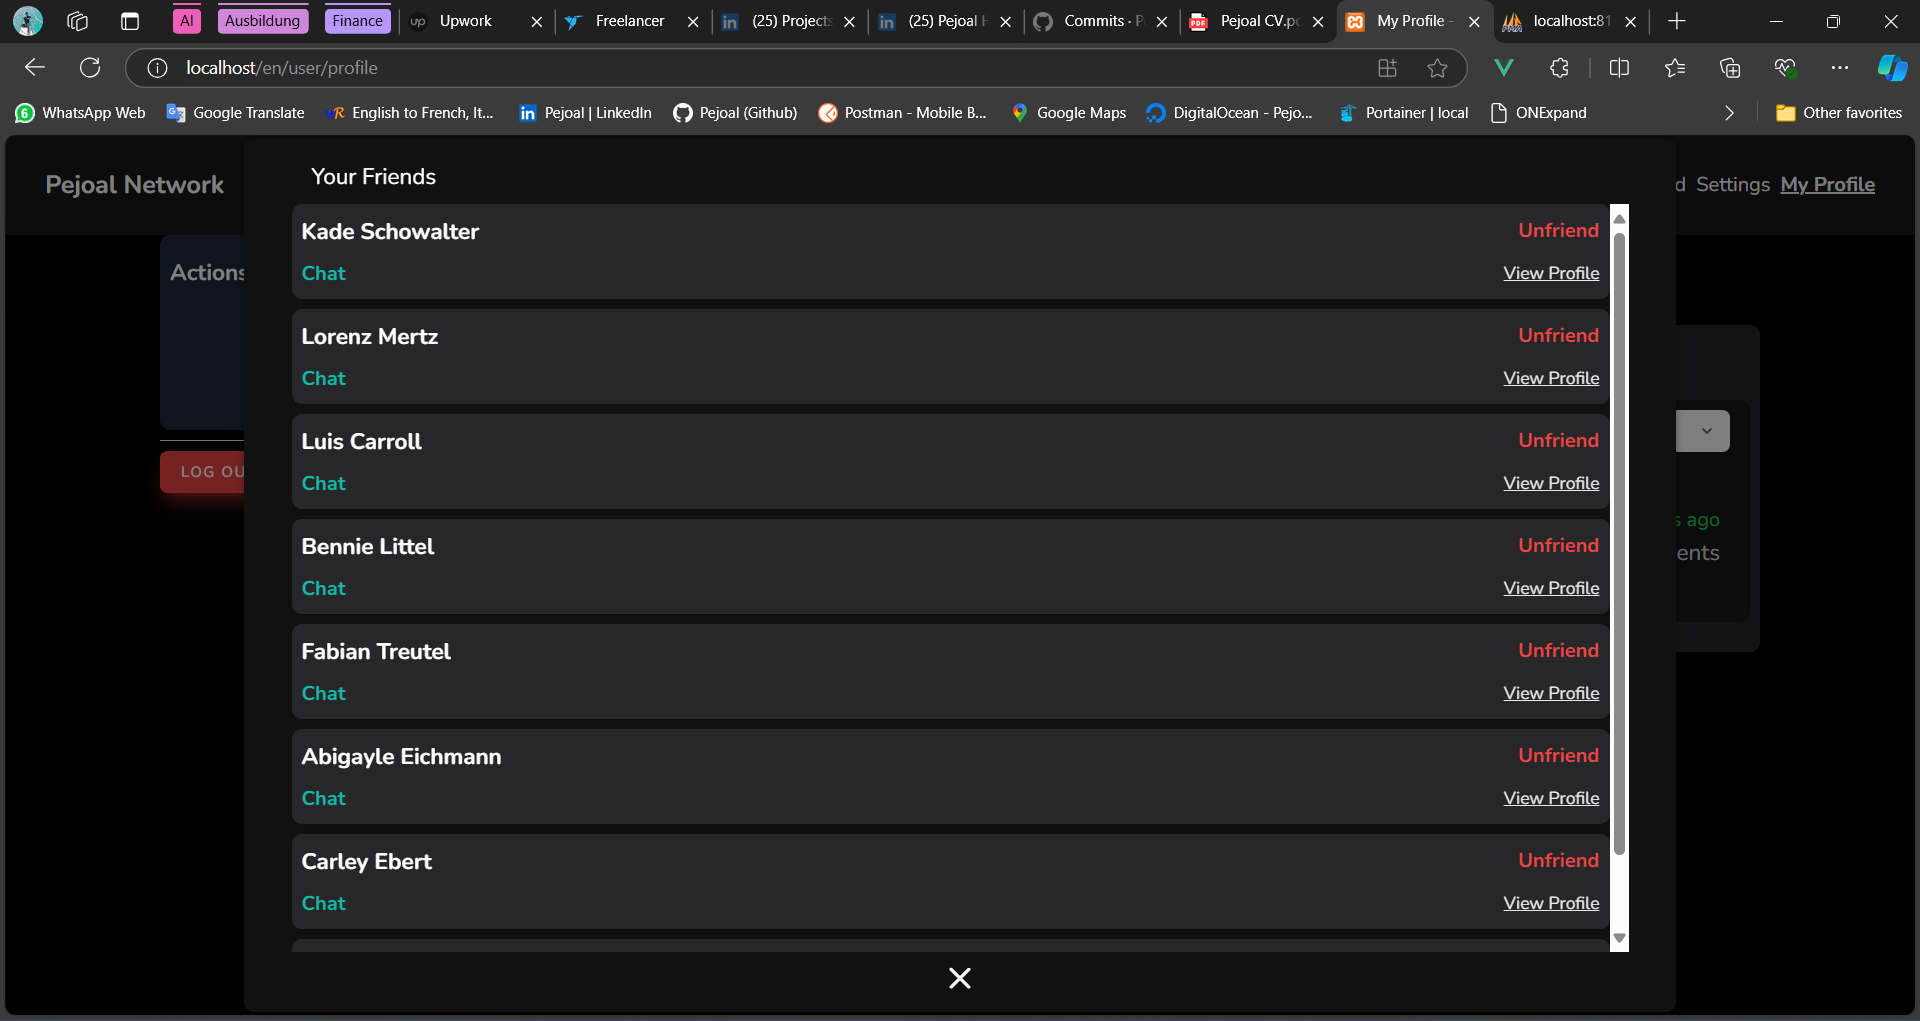 AI Ausbildung Finance Upwork Freelancer (25) Projects (25) Pejoal Commits · My Profile - localhost:81
localhost/en/user/profile
WhatsApp Web Google Translate English to French, It... Pejoal | LinkedIn Pejoal (Github) Postman - Mobile B... Google Maps DigitalOcean - Pejo... Portainer | local ONExpand Other favorites
Pejoal Network Your Friends Settings My Profile
Kade Schowalter Unfriend
Chat View Profile
Actions
Lorenz Mertz Unfriend
Chat View Profile
Luis Carroll Unfriend
LOG OU
Chat View Profile
s ago
Bennie Littel Unfriend
ents
Chat View Profile
Fabian Treutel Unfriend
Chat View Profile
Abigayle Eichmann Unfriend
Chat View Profile
Carley Ebert Unfriend
Chat View Profile